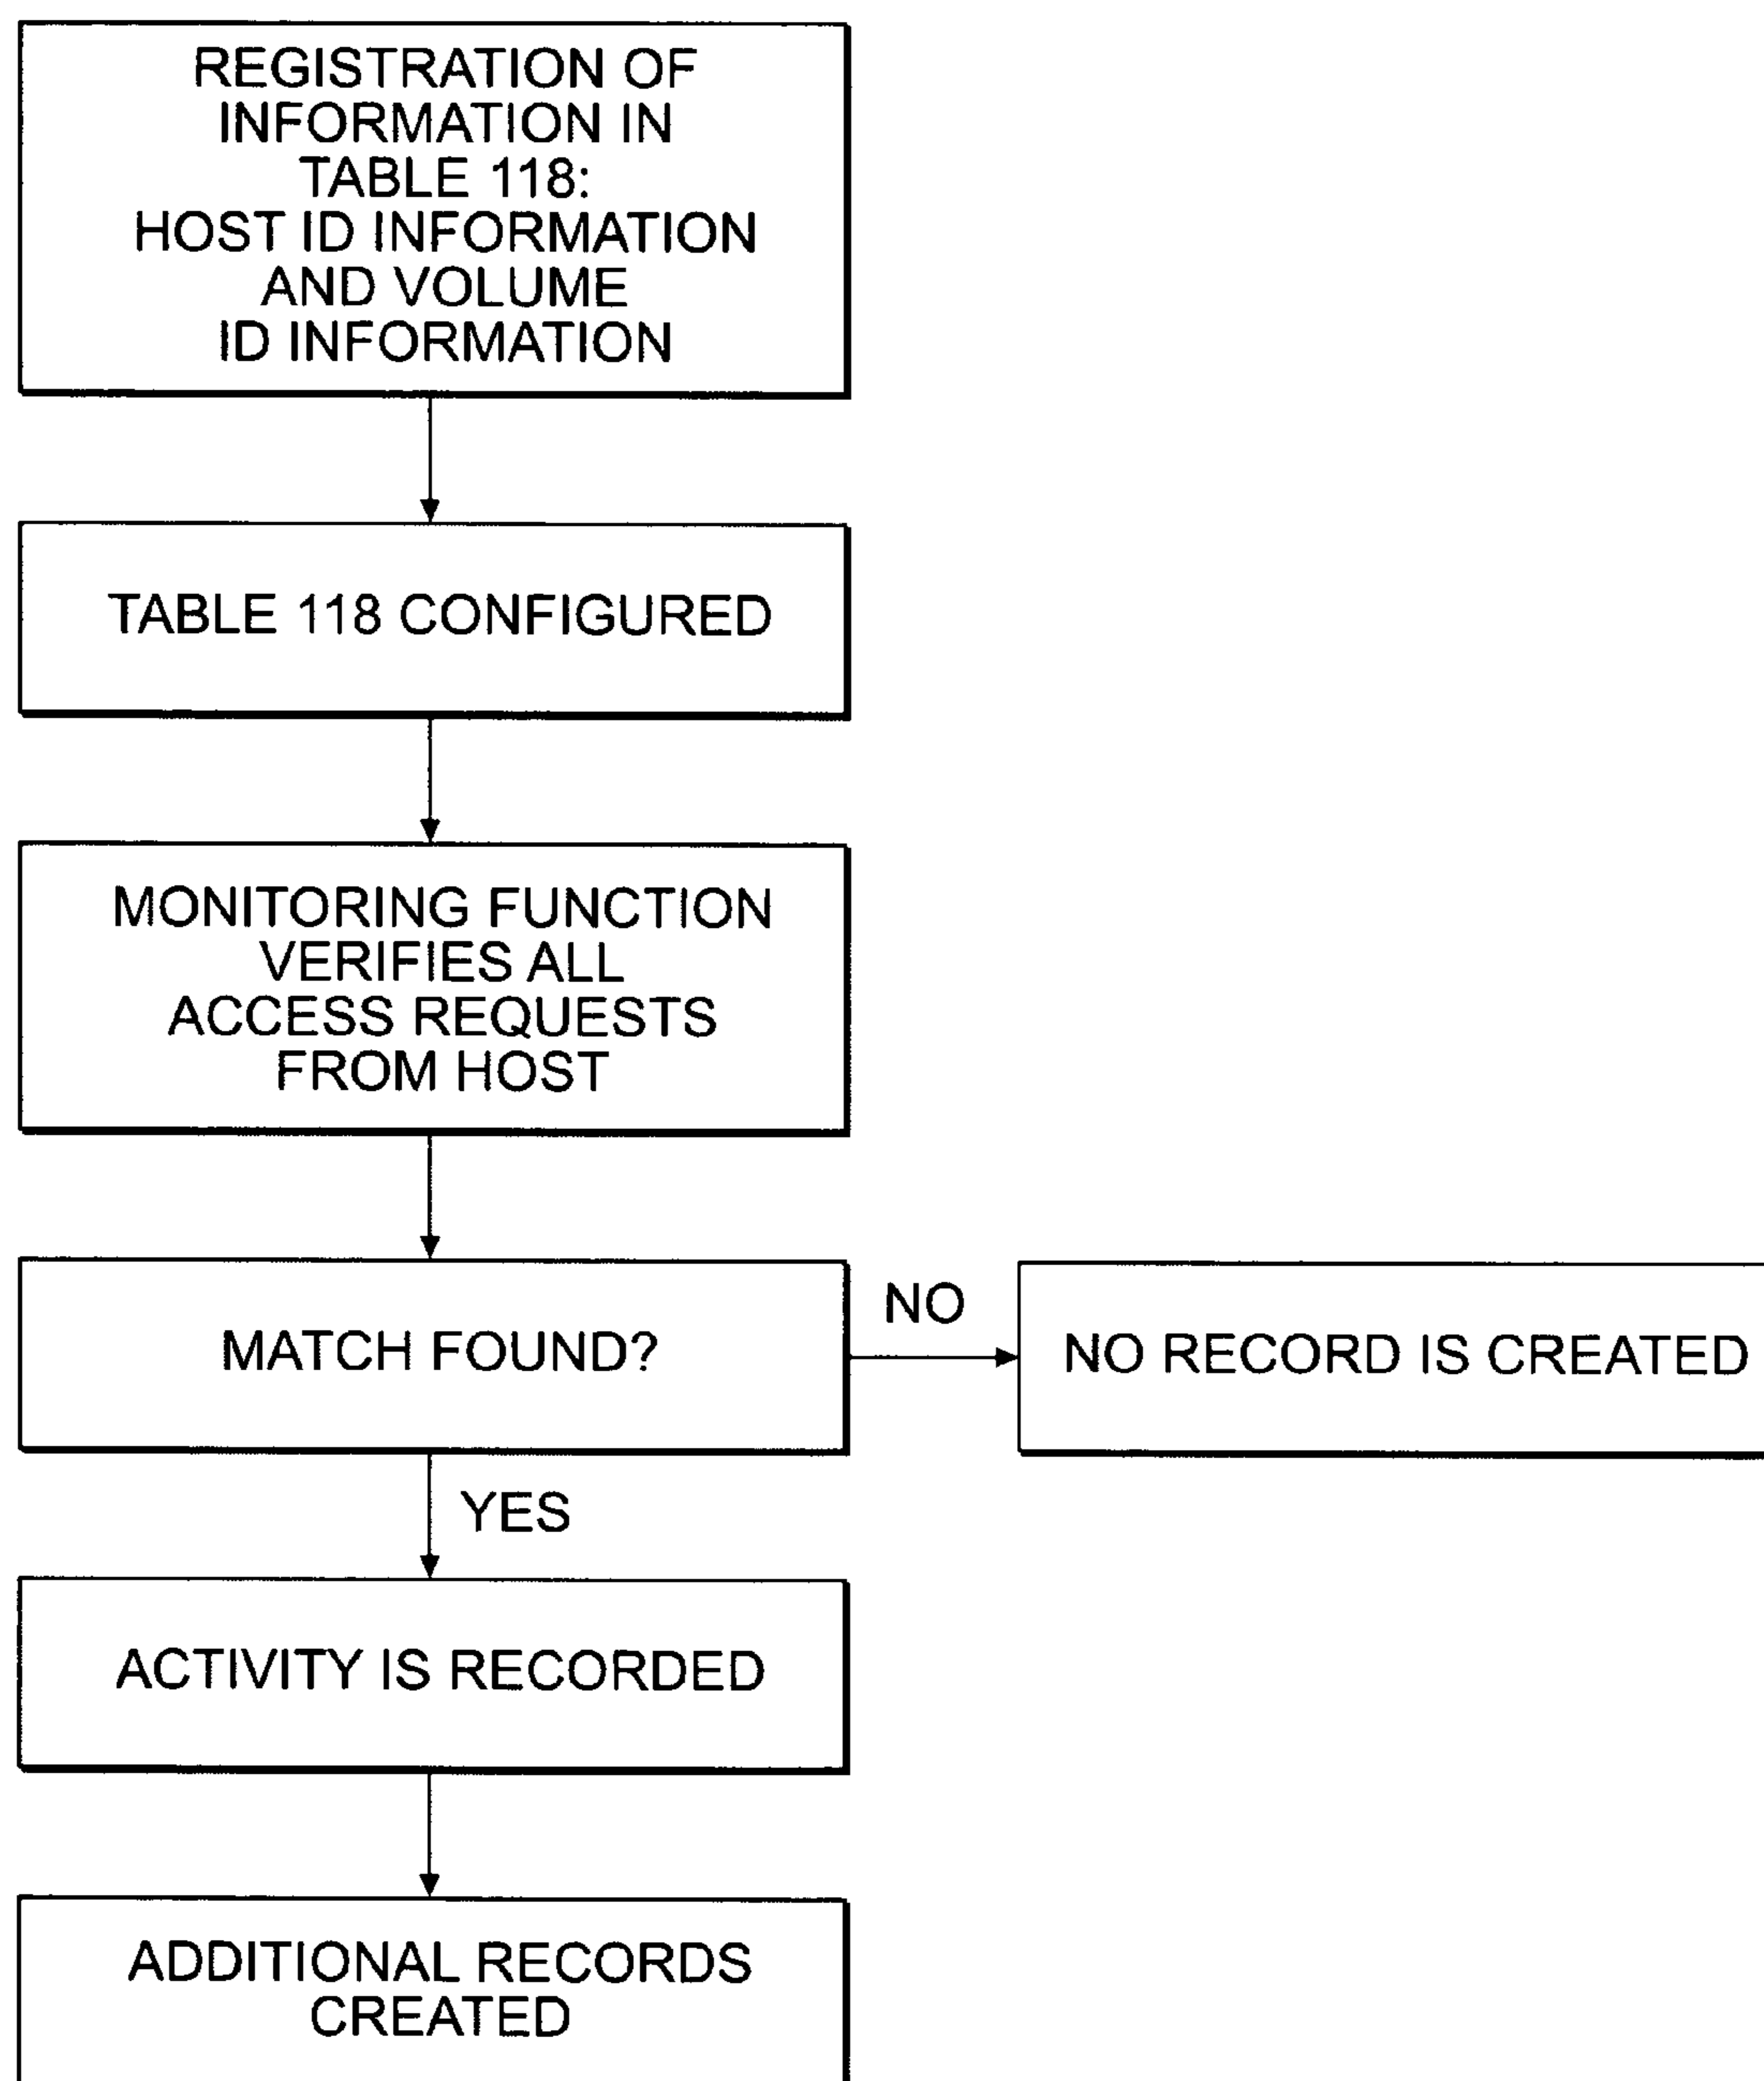 REGISTRATION OF
INFORMATION IN
TABLE 118:
HOST ID INFORMATION
AND VOLUME
ID INFORMATION
TABLE 118 CONFIGURED
MONITORING FUNCTION
VERIFIES ALL
ACCESS REQUESTS
FROM HOST
MATCH FOUND?
NO
NO RECORD IS CREATED
YES
ACTIVITY IS RECORDED
ADDITIONAL RECORDS
CREATED